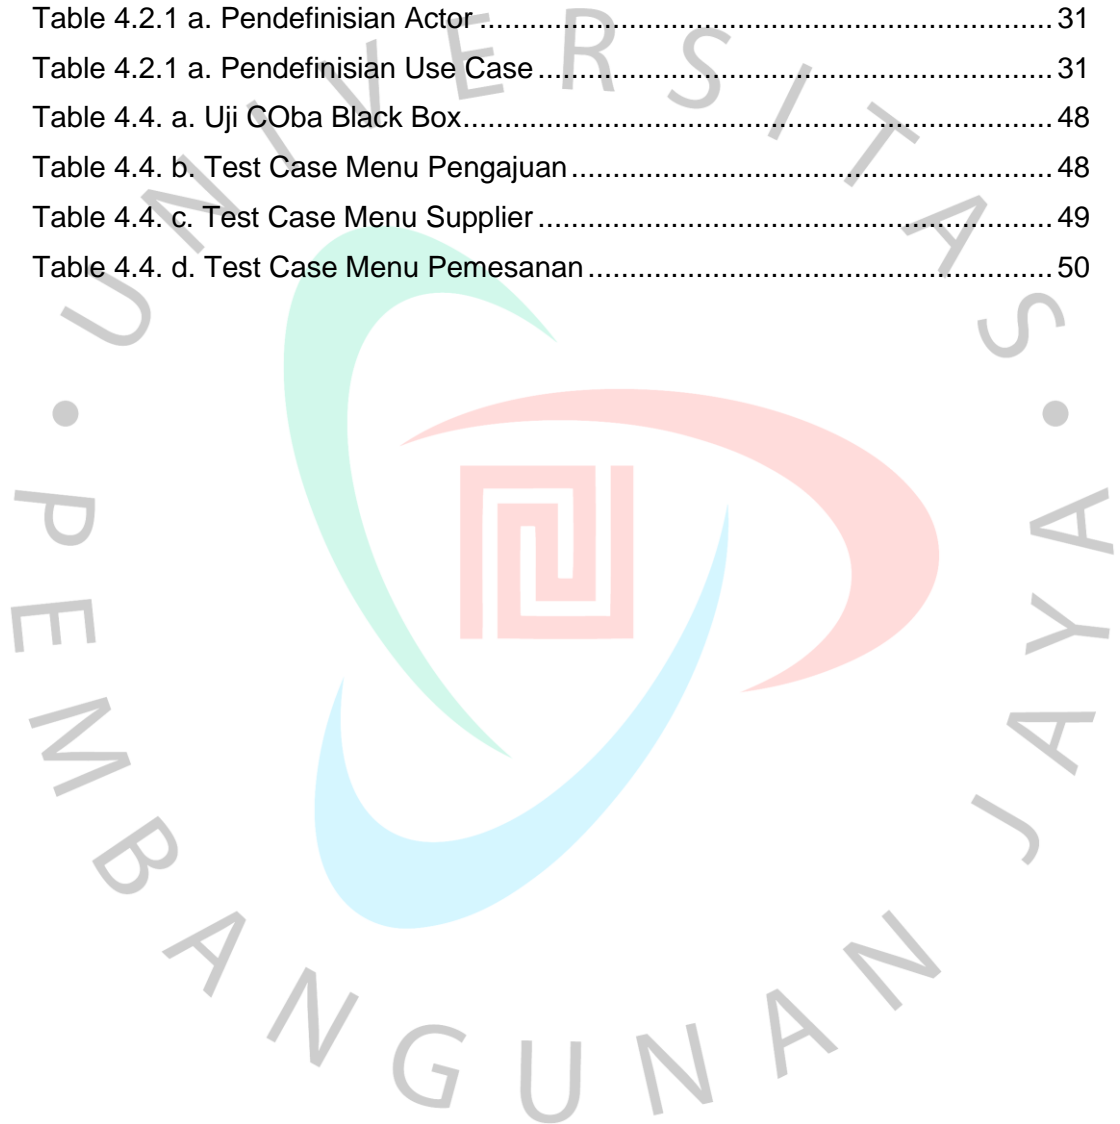 Table 4.2.1 a. Pendefinisian Actor ........................................................................ 31
Table 4.2.1 a. Pendefinisian Use Case ................................................................ 31
Table 4.4. a. Uji COba Black Box.......................................................................... 48
Table 4.4. b. Test Case Menu Pengajuan ............................................................ 48
Table 4.4. c. Test Case Menu Supplier ................................................................ 49
Table 4.4. d. Test Case Menu Pemesanan .......................................................... 50
UNIVERSITAS • PEMBANGUNAN JAYA •